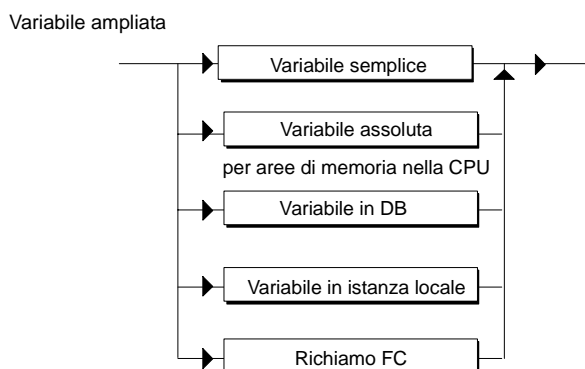 Variabile ampliata
Variabile semplice
Variabile assoluta
per aree di memoria nella CPU
Variabile in DB
Variabile in istanza locale
Richiamo FC